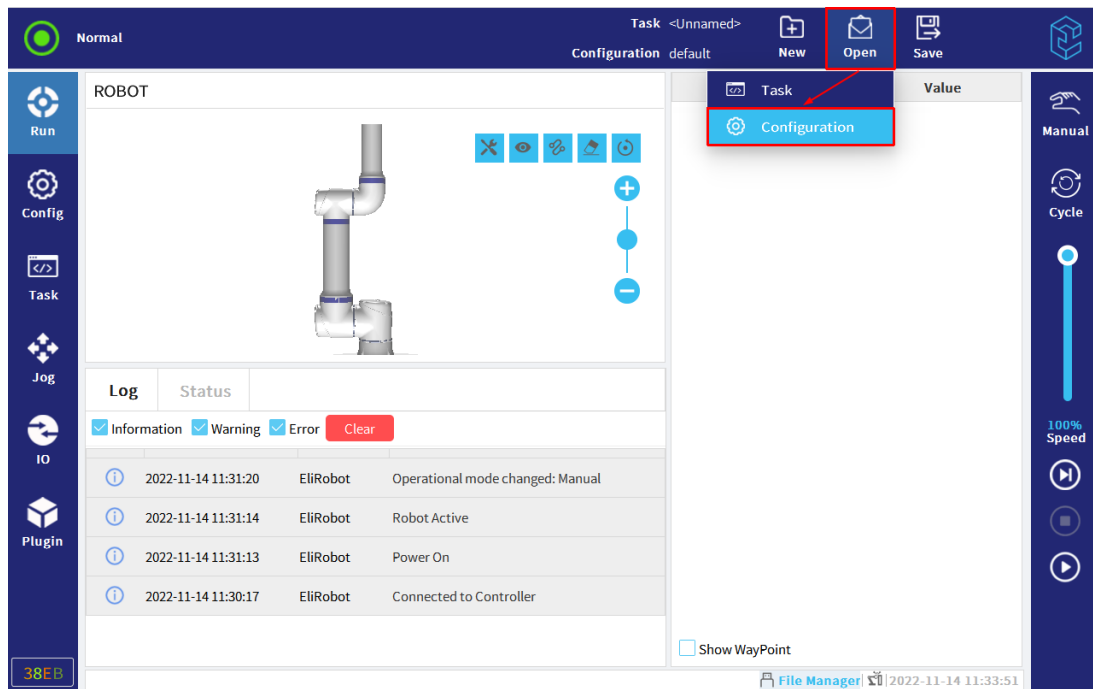 Normal
Task <Unnamed>
Configuration default
New
Open
Save
Run
Config
Task
Jog
IO
Plugin
38EB
ROBOT
Task
Configuration
Value
Log
Status
Information
Warning
Error
Clear
2022-11-14 11:31:20 EliRobot Operational mode changed: Manual
2022-11-14 11:31:14 EliRobot Robot Active
2022-11-14 11:31:13 EliRobot Power On
2022-11-14 11:30:17 EliRobot Connected to Controller
Show WayPoint
File Manager
2022-11-14 11:33:51
Manual
Cycle
100%
Speed